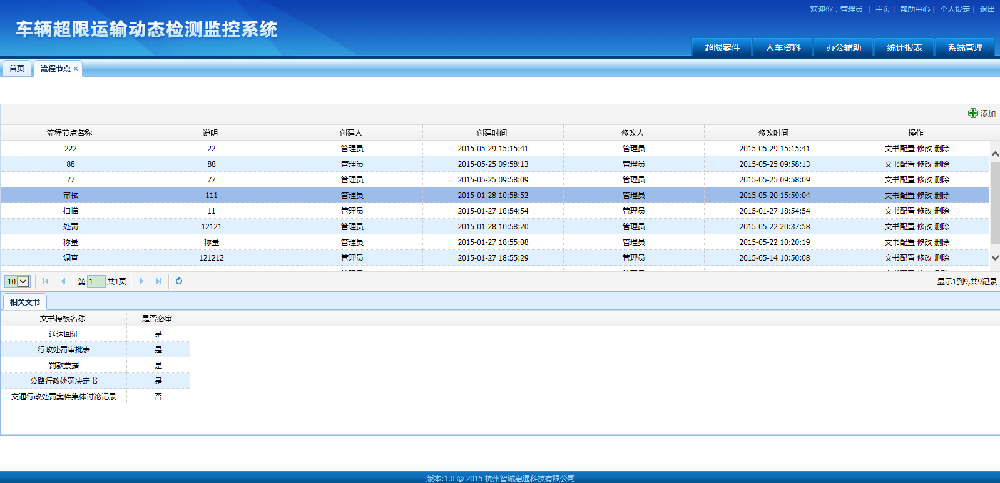 欢迎你，管理员 | 主页 | 帮助中心 | 个人设定 | 退出
车辆超限运输动态检测监控系统
超限案件 人车资料 办公辅助 统计报表 系统管理
首页 流程节点 ×
添加
流程节点名称 说明 创建人 创建时间 修改人 修改时间 操作
222 22 管理员 2015-05-29 15:15:41 管理员 2015-05-29 15:15:41 文书配置 修改 删除
88 88 管理员 2015-05-25 09:58:13 管理员 2015-05-25 09:58:13 文书配置 修改 删除
77 77 管理员 2015-05-25 09:58:09 管理员 2015-05-25 09:58:09 文书配置 修改 删除
审核 111 管理员 2015-01-28 10:58:52 管理员 2015-05-20 15:59:04 文书配置 修改 删除
扫描 11 管理员 2015-01-27 18:54:54 管理员 2015-01-27 18:54:54 文书配置 修改 删除
处罚 12121 管理员 2015-01-28 10:58:20 管理员 2015-05-22 20:37:58 文书配置 修改 删除
称量 称量 管理员 2015-01-27 18:55:08 管理员 2015-05-22 10:20:19 文书配置 修改 删除
调查 121212 管理员 2015-01-27 18:55:29 管理员 2015-05-14 10:50:08 文书配置 修改 删除
10 第 1 共1页 显示1到9,共9记录
相关文书
文书模板名称 是否必审
送达回证 是
行政处罚审批表 是
罚款票据 是
公路行政处罚决定书 是
交通行政处罚案件集体讨论记录 否
版本:1.0 © 2015 杭州智诚惠通科技有限公司